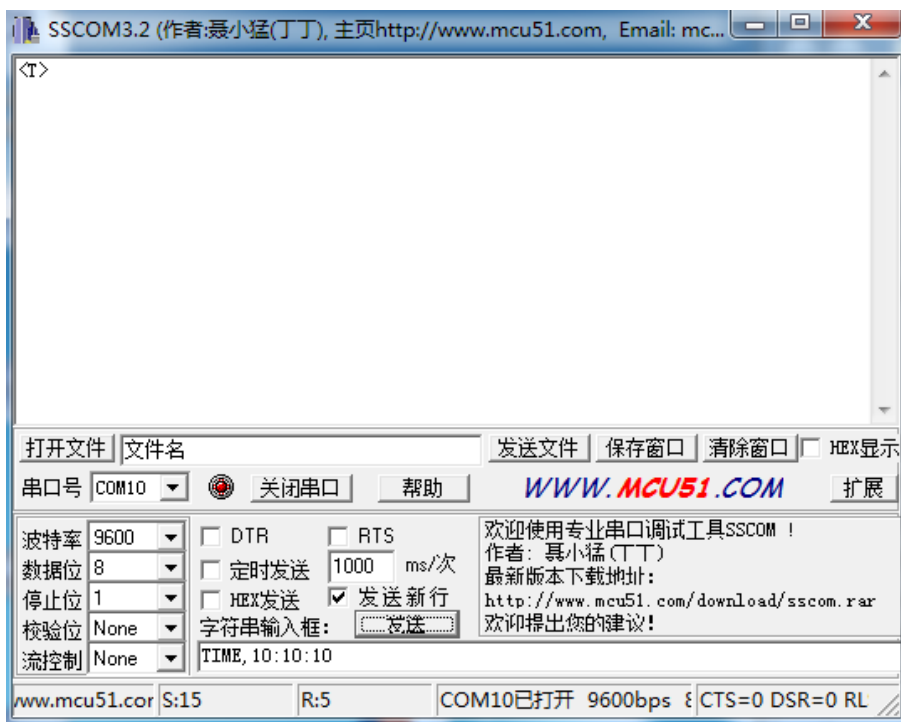 SSCOM3.2 (作者:聂小猛(丁丁), 主页http://www.mcu51.com,  Email: mc...
<T>
打开文件 文件名 发送文件 保存窗口 清除窗口 HEX显示
串口号 COM10 关闭串口 帮助 WWW.MCU51.COM 扩展
波特率 9600 DTR RTS
数据位 8 定时发送 1000 ms/次
停止位 1 HEX发送 发送新行
校验位 None 字符串输入框: 发送
流控制 None TIME,10:10:10
欢迎使用专业串口调试工具SSCOM !
作者: 聂小猛(丁丁)
最新版本下载地址:
http://www.mcu51.com/download/sscom.rar
欢迎提出您的建议!
www.mcu51.cor S:15 R:5 COM10已打开  9600bps  8 CTS=0 DSR=0 RL